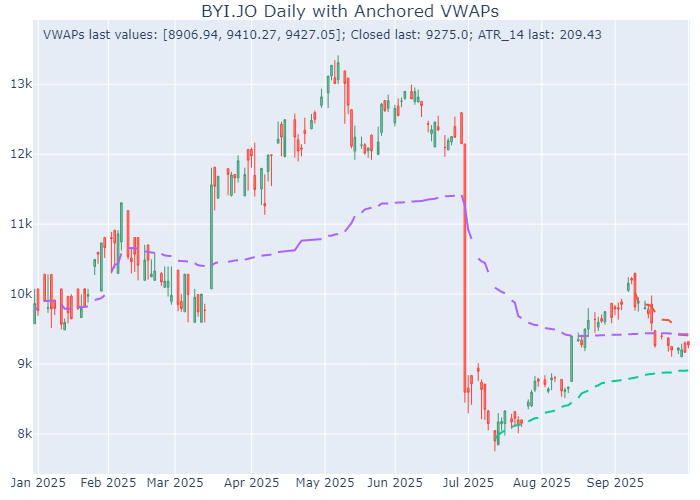 BYI.JO Daily with Anchored VWAPs
VWAPs last values: [8906.94, 9410.27, 9427.05]; Closed last: 9275.0; ATR_14 last: 209.43
13k
12k
11k
10k
9k
8k
Jan 2025 Feb 2025 Mar 2025 Apr 2025 May 2025 Jun 2025 Jul 2025 Aug 2025 Sep 2025